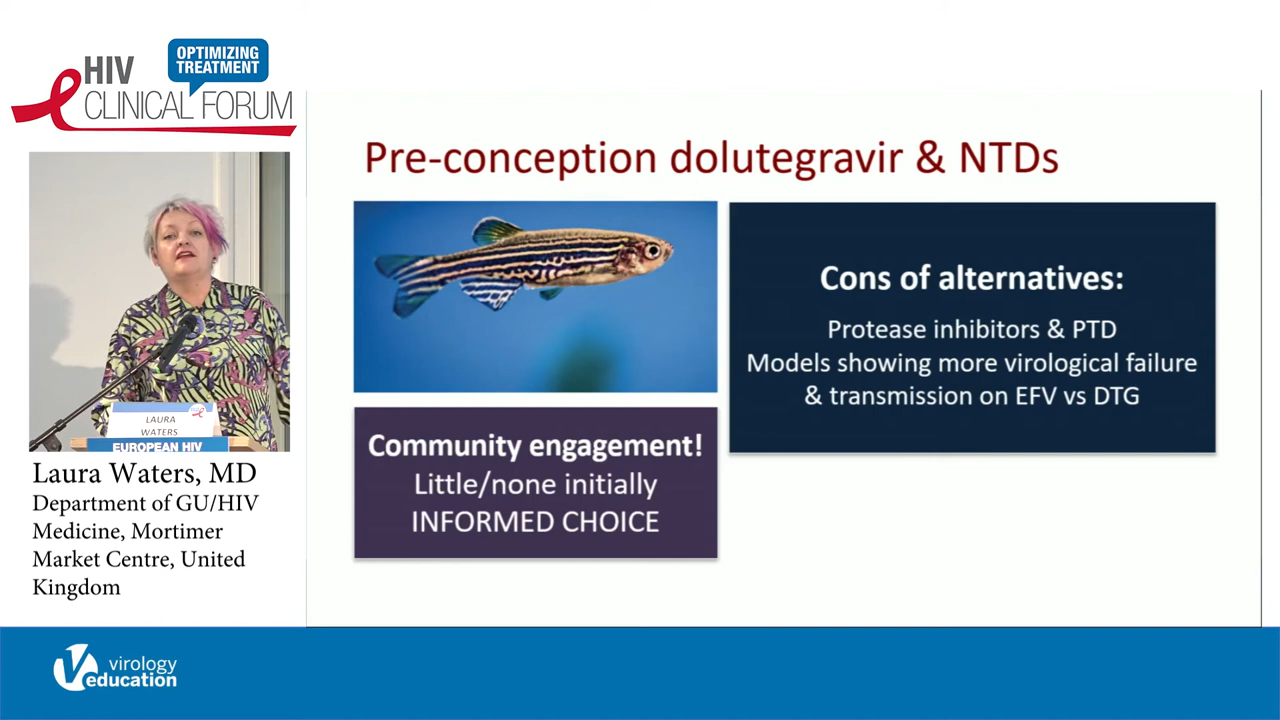 OPTIMIZING
TREATMENT
HIV
CLINICAL FORUM
Pre-conception dolutegravir & NTDs
Cons of alternatives:
Protease inhibitors & PTD
Models showing more virological failure
& transmission on EFV vs DTG
Community engagement!
Little/none initially
INFORMED CHOICE
LAURA
WATERS
EUROPEAN HIV
Laura Waters, MD
Department of GU/HIV
Medicine, Mortimer
Market Centre, United
Kingdom
virology
education